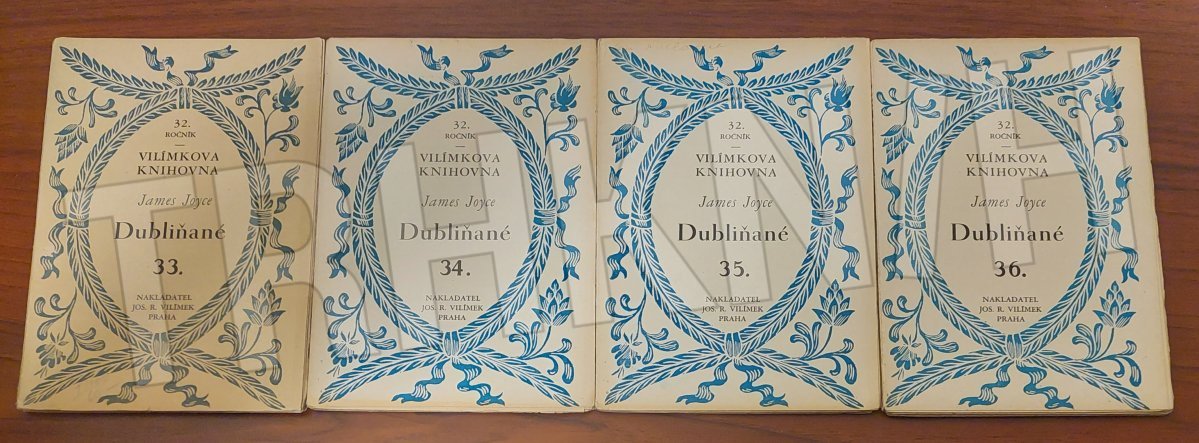 32.
ROČNÍK
—
VILÍMKOVA
KNIHOVNA
James Joyce
Dubliňané
33.
NAKLADATEL
JOS. R. VILÍMEK
PRAHA
32.
ROČNÍK
—
VILÍMKOVA
KNIHOVNA
James Joyce
Dubliňané
34.
NAKLADATEL
JOS. R. VILÍMEK
PRAHA
32.
ROČNÍK
—
VILÍMKOVA
KNIHOVNA
James Joyce
Dubliňané
35.
NAKLADATEL
JOS. R. VILÍMEK
PRAHA
32.
ROČNÍK
—
VILÍMKOVA
KNIHOVNA
James Joyce
Dubliňané
36.
NAKLADATEL
JOS. R. VILÍMEK
PRAHA